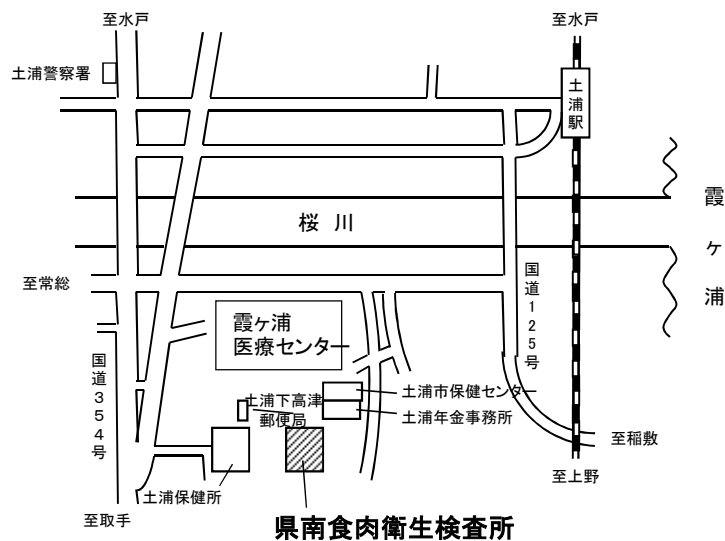 至水戸
至水戸
土浦警察署
土浦駅
霞ヶ浦
桜川
至常総
国道125号
霞ヶ浦
医療センター
国道354号
土浦下高津
郵便局
土浦市保健センター
土浦年金事務所
至稲敷
至上野
土浦保健所
至取手
県南食肉衛生検査所